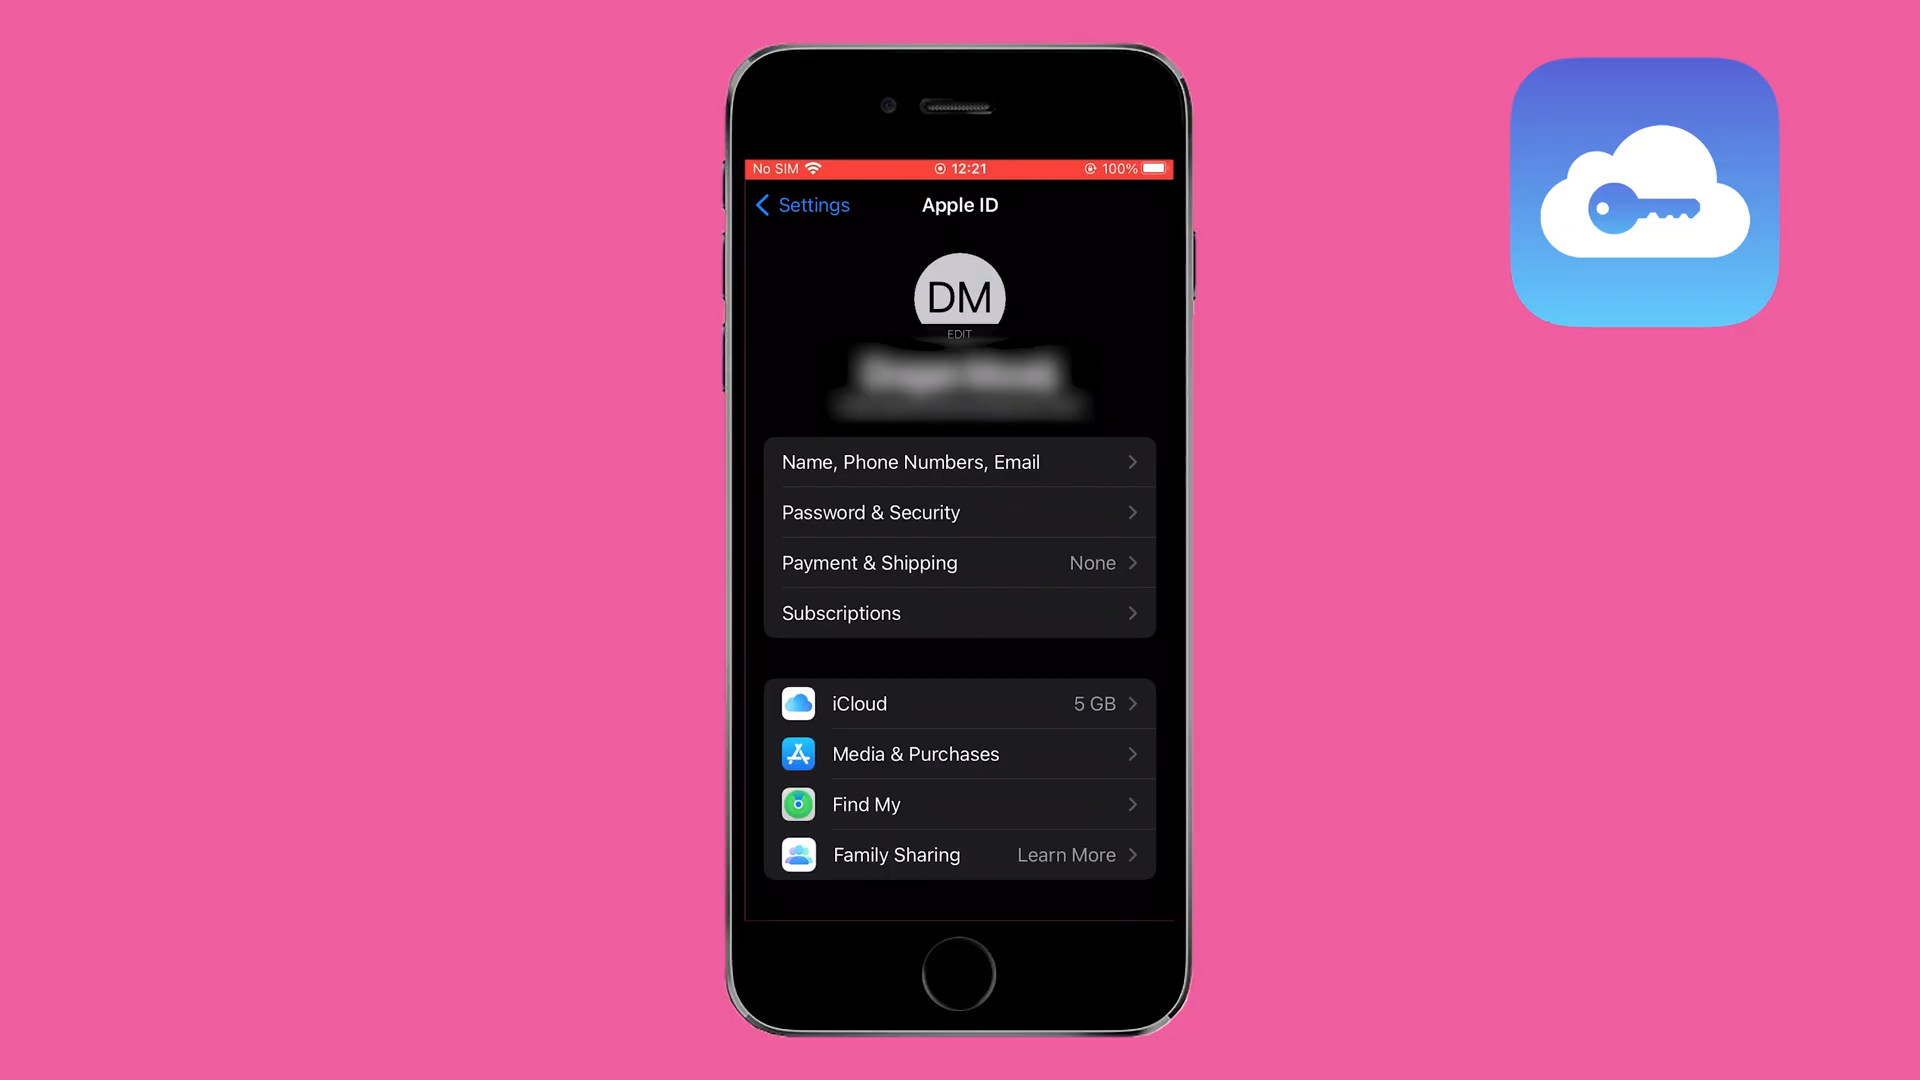 No SIM 12:21 100%
Settings Apple ID
DM
EDIT
Name, Phone Numbers, Email
Password & Security
Payment & Shipping None
Subscriptions
iCloud 5 GB
Media & Purchases
Find My
Family Sharing Learn More